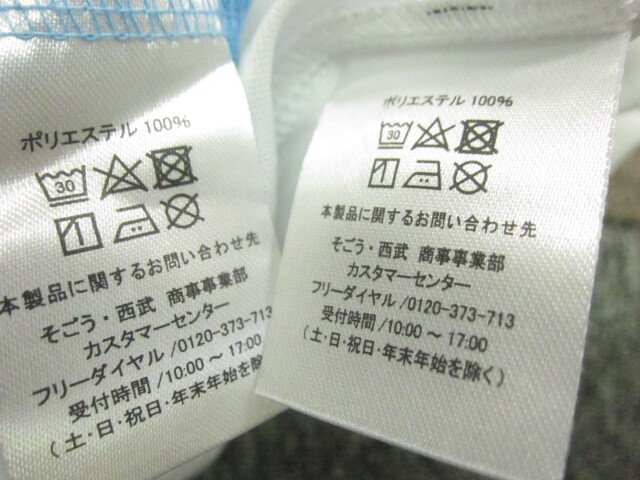 ポリエステル 100%
30
本製品に関するお問い合わせ先
そごう・西武 商事事業部
カスタマーセンター
フリーダイヤル/0120-373-713
受付時間/10:00 ~ 17:00
(土・日・祝日・年末年始を除
ポリエステル 100%
30
本製品に関するお問い合わせ先
そごう・西武 商事事業部
カスタマーセンター
フリーダイヤル/0120-373-713
受付時間/10:00 ~ 17:00
(土・日・祝日・年末年始を除く)